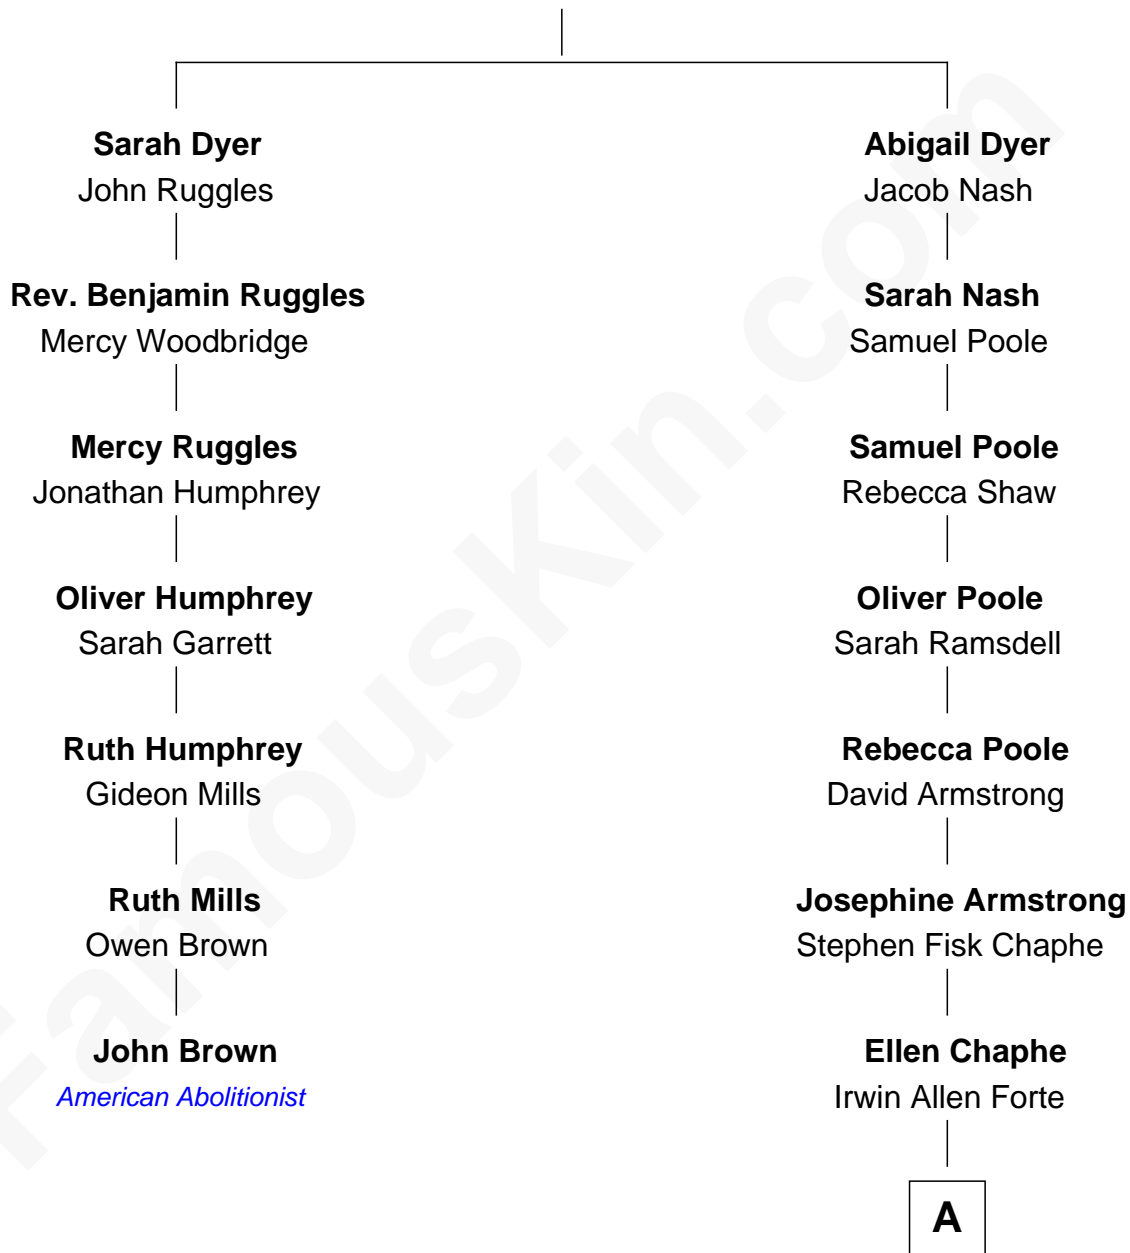 Sarah Dyer
John Ruggles
Rev. Benjamin Ruggles
Mercy Woodbridge
Mercy Ruggles
Jonathan Humphrey
Oliver Humphrey
Sarah Garrett
Ruth Humphrey
Gideon Mills
Ruth Mills
Owen Brown
John Brown
American Abolitionist
Abigail Dyer
Jacob Nash
Sarah Nash
Samuel Poole
Samuel Poole
Rebecca Shaw
Oliver Poole
Sarah Ramsdell
Rebecca Poole
David Armstrong
Josephine Armstrong
Stephen Fisk Chaphe
Ellen Chaphe
Irwin Allen Forte
A
FamousKin.com